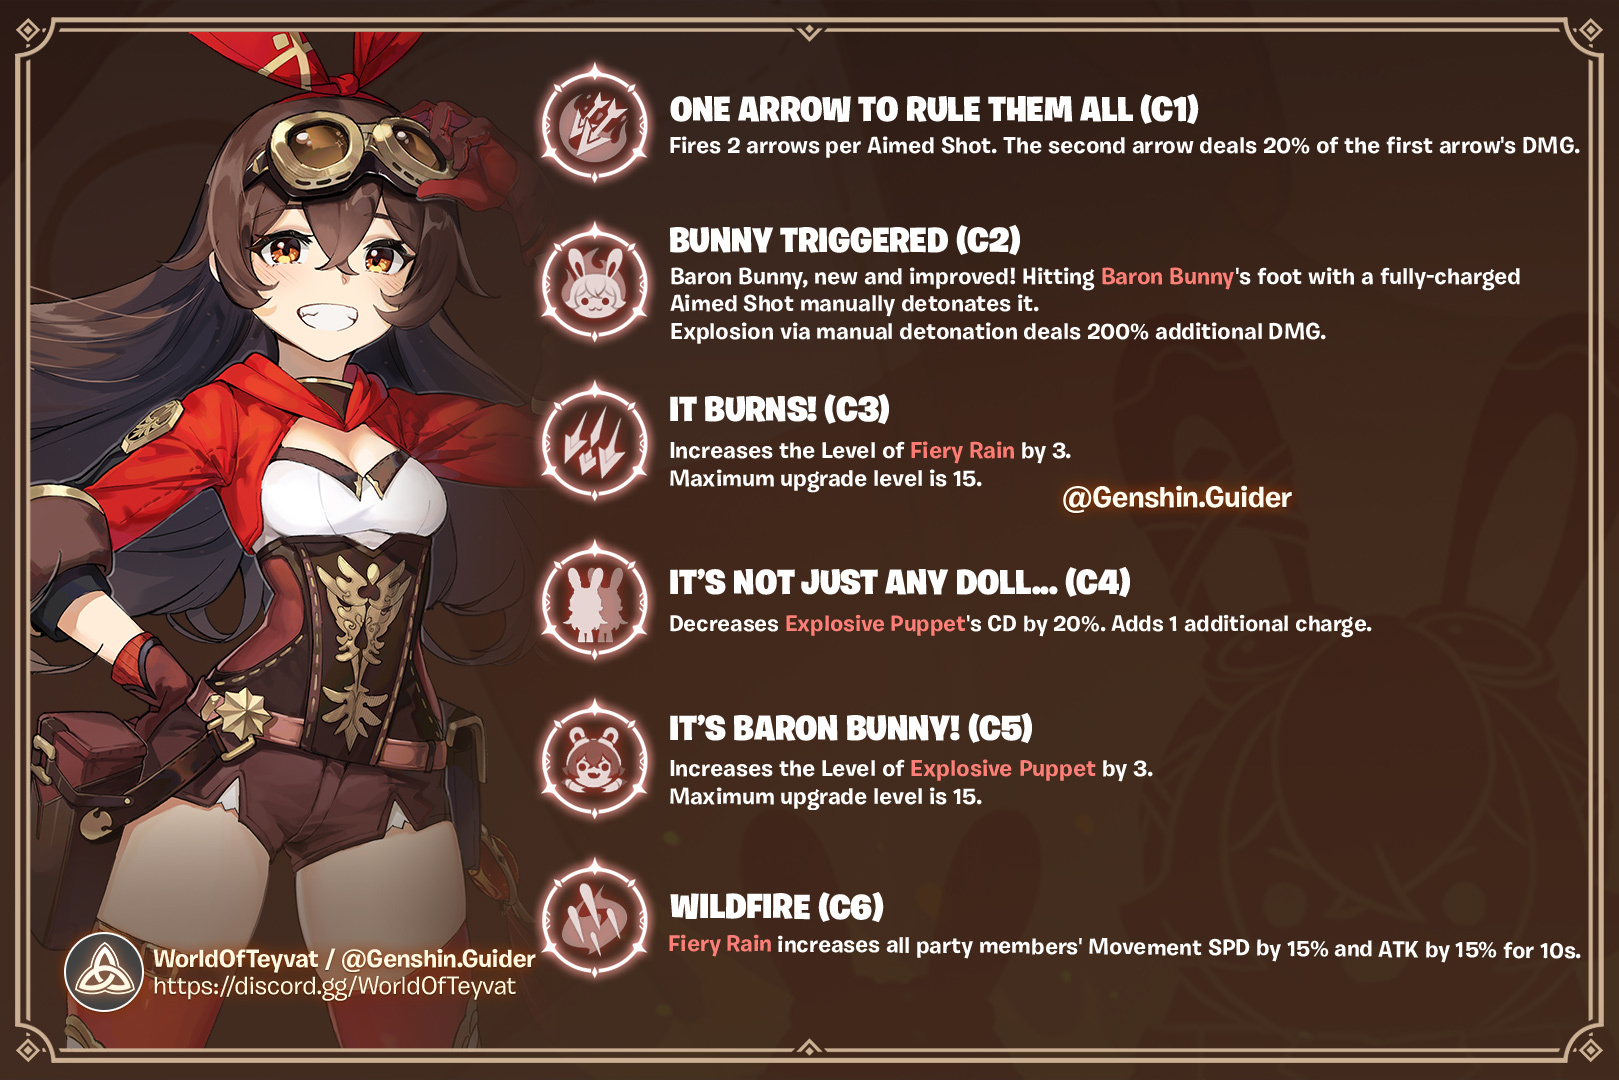 ONE ARROW TO RULE THEM ALL (C1)
Fires 2 arrows per Aimed Shot. The second arrow deals 20% of the first arrow's DMG.
BUNNY TRIGGERED (C2)
Baron Bunny, new and improved! Hitting Baron Bunny's foot with a fully-charged
Aimed Shot manually detonates it.
Explosion via manual detonation deals 200% additional DMG.
IT BURNS! (C3)
Increases the Level of Fiery Rain by 3.
Maximum upgrade level is 15.
@Genshin.Guider
IT'S NOT JUST ANY DOLL... (C4)
Decreases Explosive Puppet's CD by 20%. Adds 1 additional charge.
IT'S BARON BUNNY! (C5)
Increases the Level of Explosive Puppet by 3.
Maximum upgrade level is 15.
WILDFIRE (C6)
Fiery Rain increases all party members' Movement SPD by 15% and ATK by 15% for 10s.
WorldOfTeyvat / @Genshin.Guider
https://discord.gg/WorldOfTeyvat